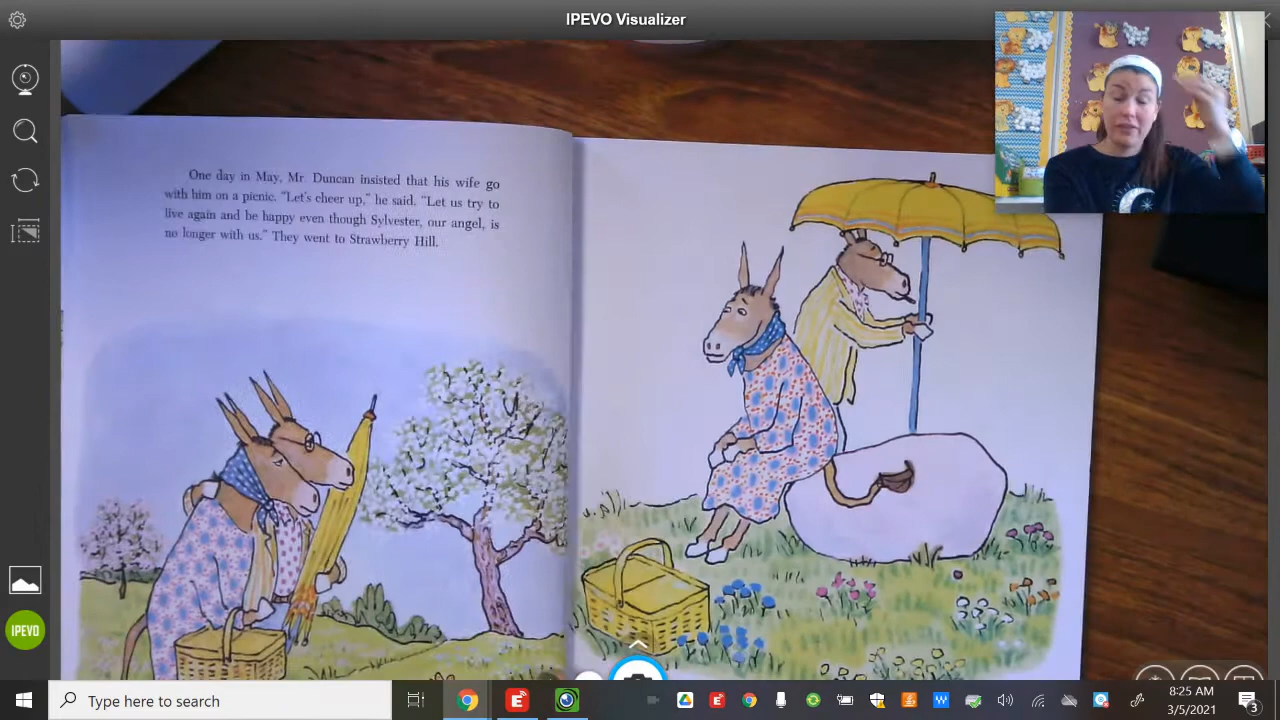 IPEVO Visualizer
One day in May, Mr. Duncan insisted that his wife go
with him on a picnic. "Let's cheer up," he said. "Let us try to
live again and be happy even though Sylvester, our angel, is
no longer with us." They went to Strawberry Hill.
IPEVO
Type here to search
8:25 AM
3/5/2021
3